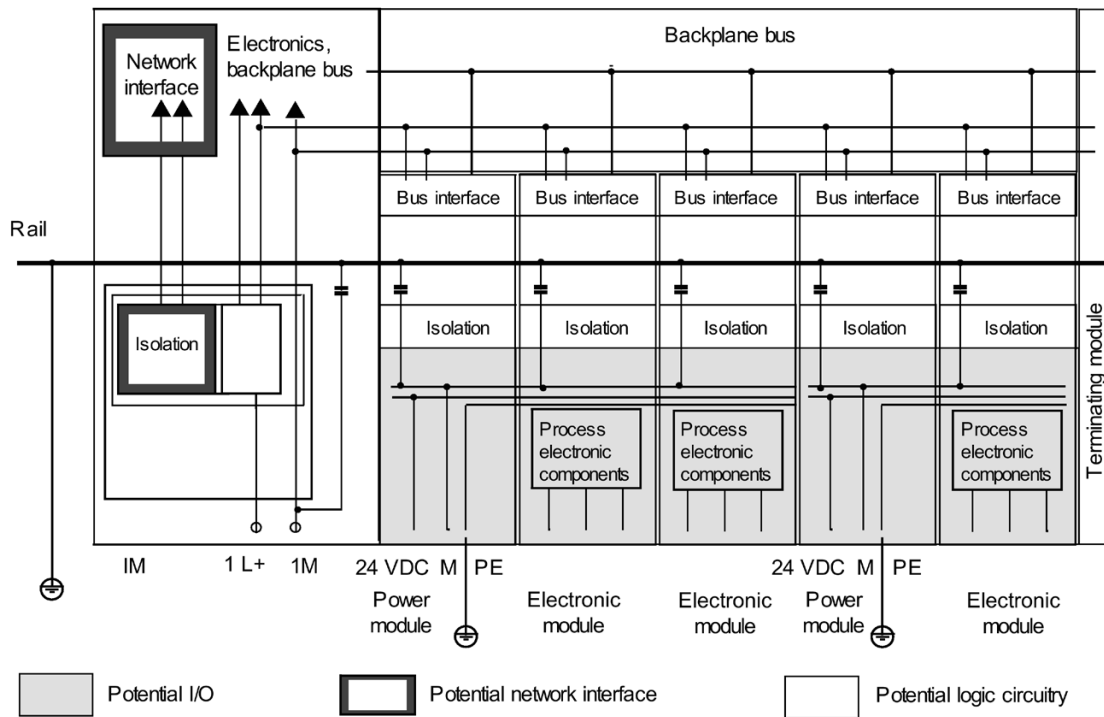 Network
interface
Electronics,
backplane bus
Backplane bus
Bus interface
Bus interface
Bus interface
Bus interface
Bus interface
Rail
Isolation
Isolation
Isolation
Isolation
Isolation
Isolation
Terminating module
Process
electronic
components
Process
electronic
components
Process
electronic
components
IM
1 L+
1M
24 VDC M PE
24 VDC M PE
Power
module
Electronic
module
Electronic
module
Power
module
Electronic
module
Potential I/O
Potential network interface
Potential logic circuitry